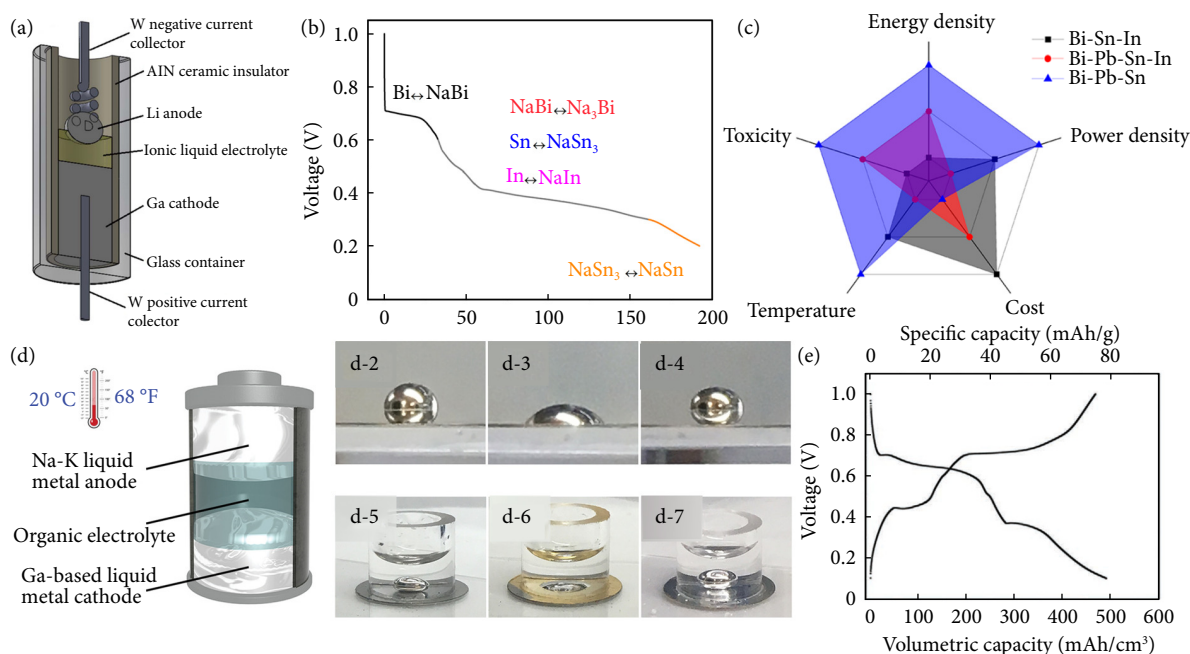 (a)
W negative current
collector
AIN ceramic insulator
Li anode
Ionic liquid electrolyte
Ga cathode
Glass container
W positive current
colector
(b)
Voltage (V)
1.0
0.8
0.6
0.4
0.2
0
0
50
100
150
200
Bi↔NaBi
NaBi↔Na₃Bi
Sn↔NaSn₃
In↔NaIn
NaSn₃ ↔NaSn
(c)
Energy density
Bi-Sn-In
Bi-Pb-Sn-In
Bi-Pb-Sn
Toxicity
Power density
Temperature
Cost
(d)
20 °C
68 °F
Na-K liquid
metal anode
Organic electrolyte
Ga-based liquid
metal cathode
d-2
d-3
d-4
d-5
d-6
d-7
(e)
Specific capacity (mAh/g)
0
20
40
60
80
100
Voltage (V)
1.0
0.8
0.6
0.4
0.2
0
0
100
200
300
400
500
600
Volumetric capacity (mAh/cm³)